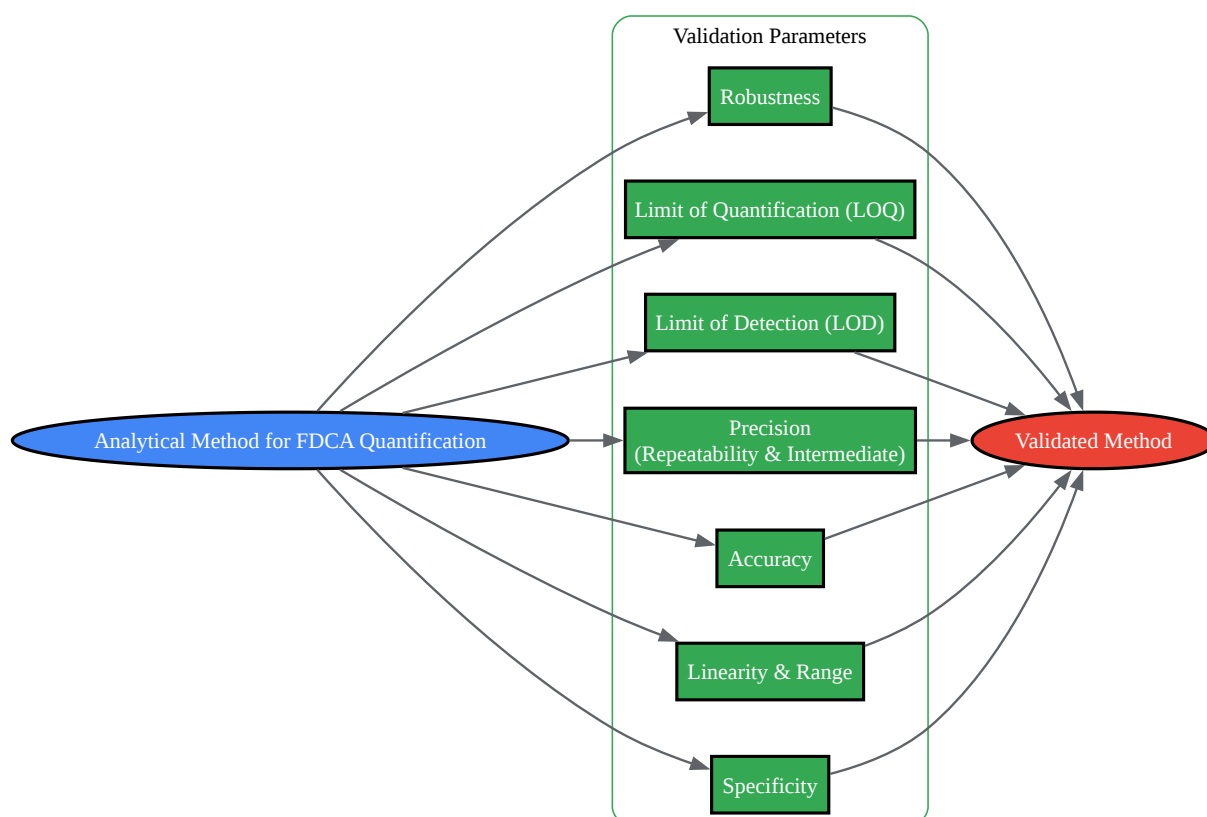 Validation Parameters
Robustness
Limit of Quantification (LOQ)
Limit of Detection (LOD)
Analytical Method for FDCA Quantification
Precision
(Repeatability & Intermediate)
Validated Method
Accuracy
Linearity & Range
Specificity